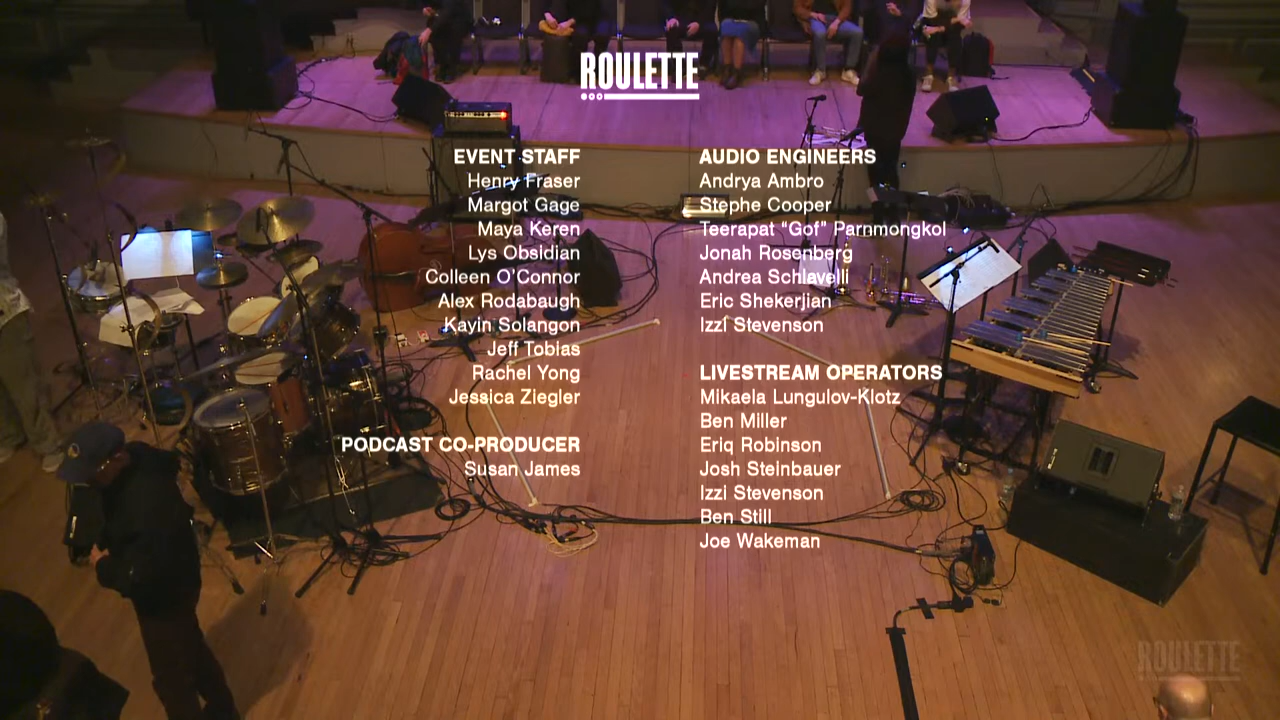 ROULETTE
EVENT STAFF
Henry Fraser
Margot Gage
Maya Keren
Lys Obsidian
Colleen O'Connor
Alex Rodabaugh
Kayin Solangon
Jeff Tobias
Rachel Yong
Jessica Ziegler
PODCAST CO-PRODUCER
Susan James
AUDIO ENGINEERS
Andrya Ambro
Stephe Cooper
Teerapat “Gof” Parnmongkol
Jonah Rosenberg
Andrea Schiavelli
Eric Shekerjian
Izzi Stevenson
LIVESTREAM OPERATORS
Mikaela Lungulov-Klotz
Ben Miller
Eriq Robinson
Josh Steinbauer
Izzi Stevenson
Ben Still
Joe Wakeman
ROULETTE